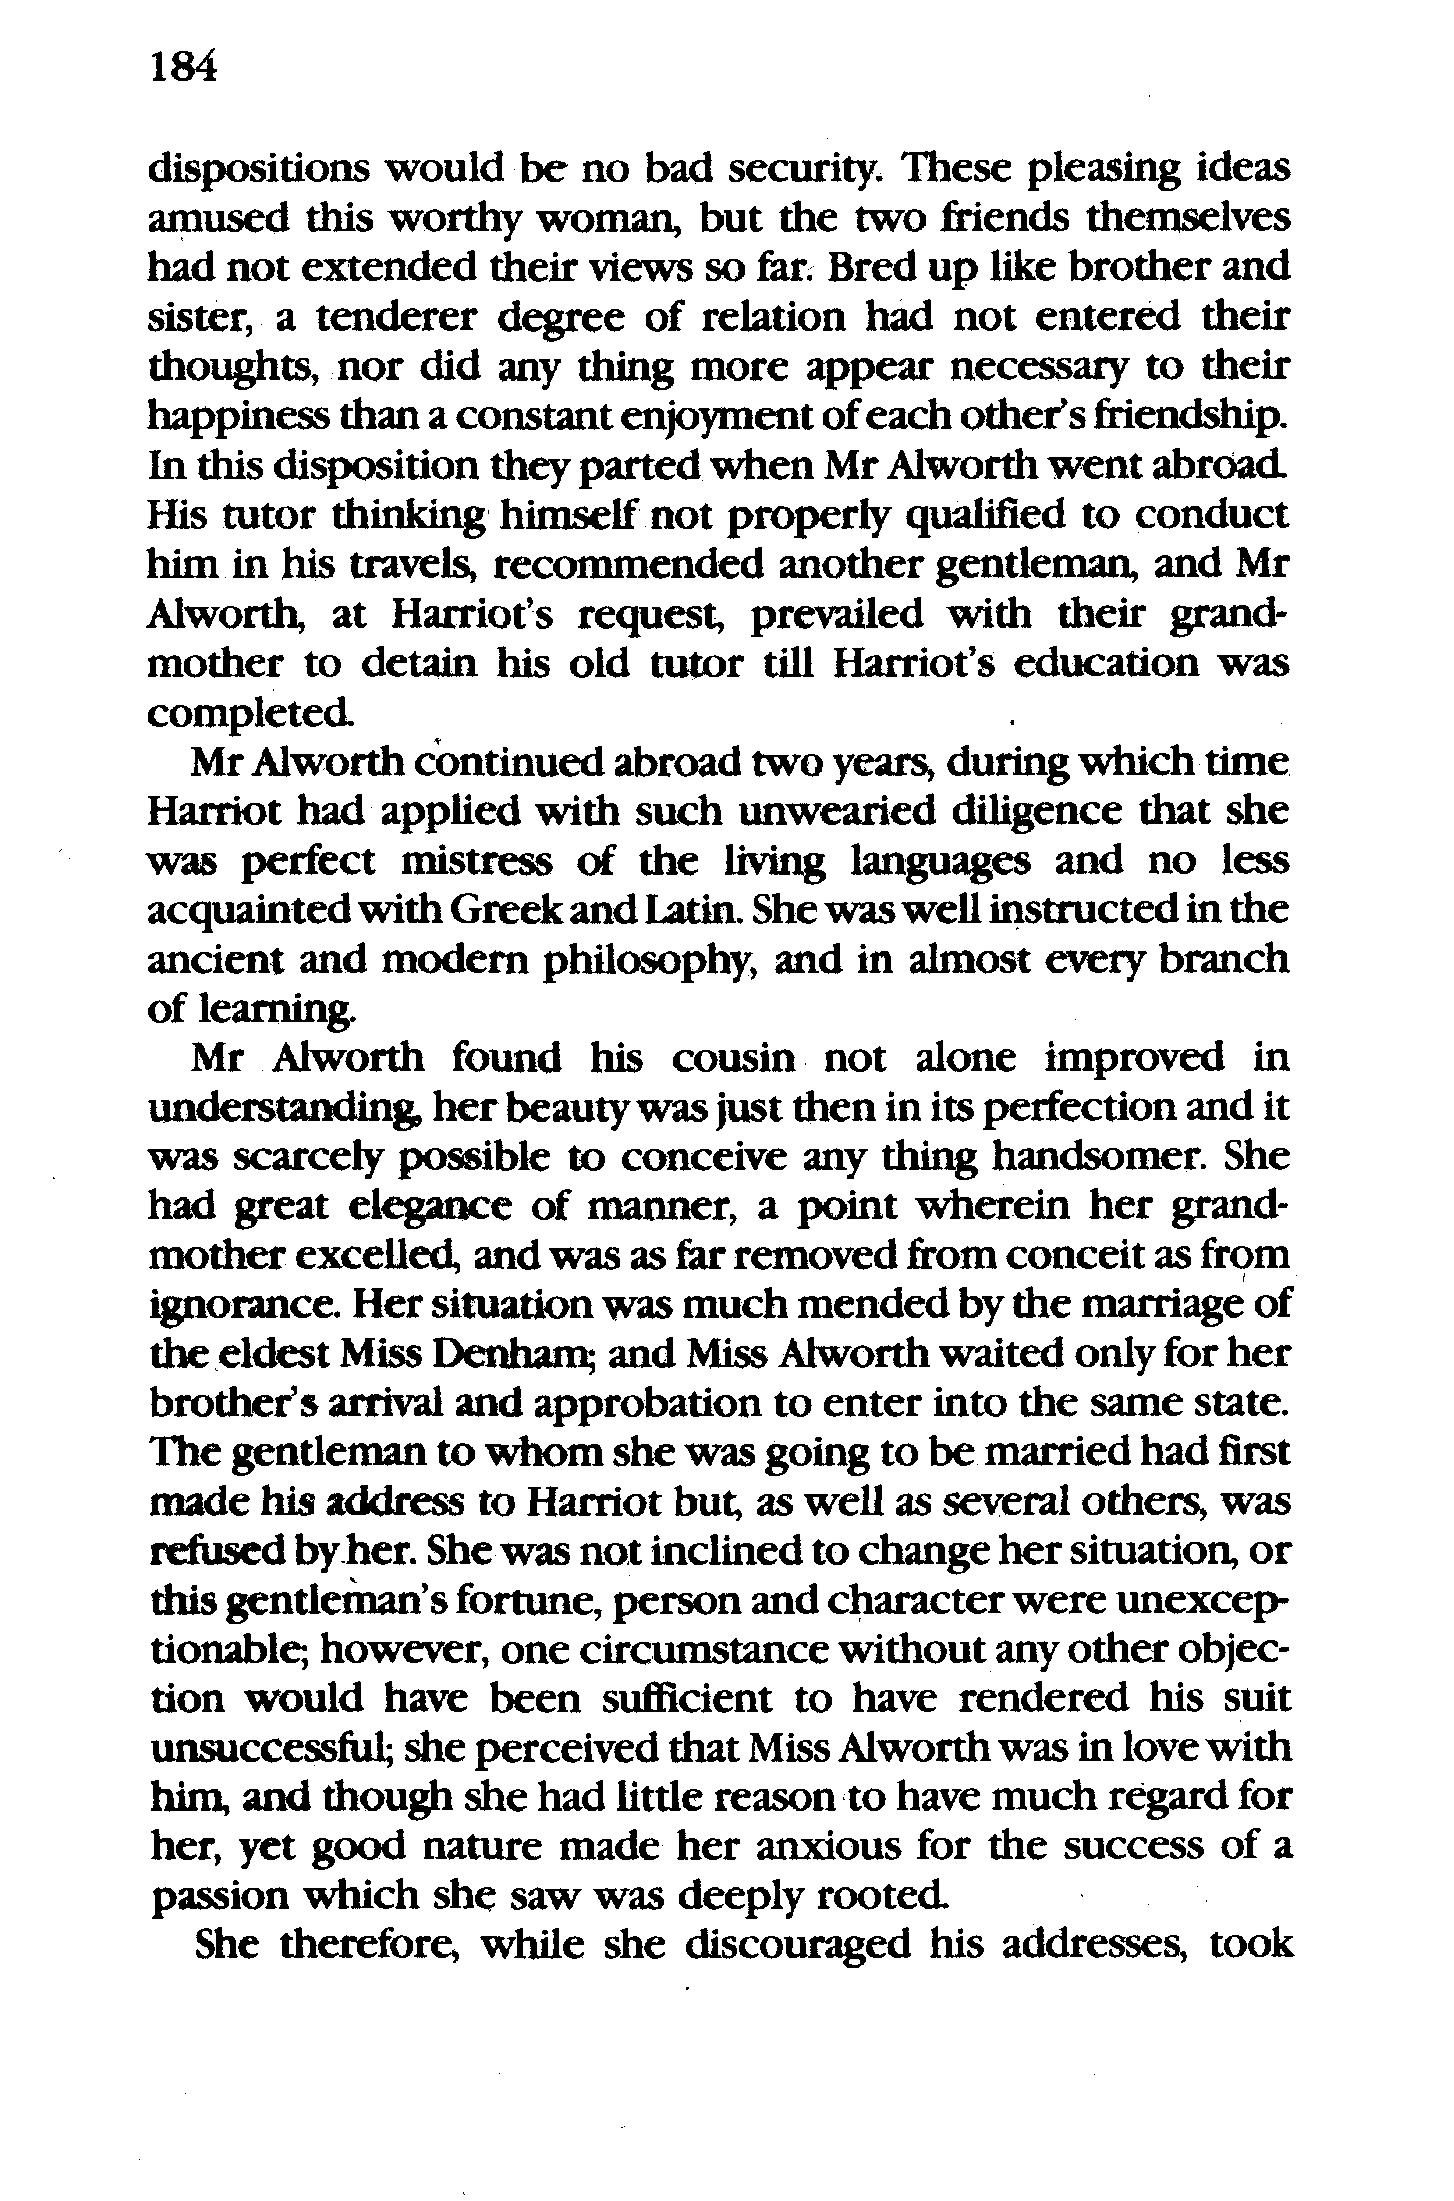 184
dispositions would be no bad security. These pleasing ideas
amused this worthy woman, but the two friends themselves
had not extended their views so far. Bred up like brother and
sister, a tenderer degree of relation had not entered their
thoughts, nor did any thing more appear necessary to their
happiness than a constant enjoyment of each other's friendship.
In this disposition they parted when Mr Alworth went abroad.
His tutor thinking himself not properly qualified to conduct
him in his travels, recommended another gentleman, and Mr
Alworth, at Harriot's request, prevailed with their grand-
mother to detain his old tutor till Harriot's education was
completed.
Mr Alworth continued abroad two years, during which time
Harriot had applied with such unwearied diligence that she
was perfect mistress of the living languages and no less
acquainted with Greek and Latin. She was well instructed in the
ancient and modern philosophy, and in almost every branch
of learning.
Mr Alworth found his cousin not alone improved in
understanding, her beauty was just then in its perfection and it
was scarcely possible to conceive any thing handsomer. She
had great elegance of manner, a point wherein her grand-
mother excelled, and was as far removed from conceit as from
ignorance. Her situation was much mended by the marriage of
the eldest Miss Denham; and Miss Alworth waited only for her
brother's arrival and approbation to enter into the same state.
The gentleman to whom she was going to be married had first
made his address to Harriot but, as well as several others, was
refused by her. She was not inclined to change her situation, or
this gentleman's fortune, person and character were unexcep-
tionable; however, one circumstance without any other objec-
tion would have been sufficient to have rendered his suit
unsuccessful; she perceived that Miss Alworth was in love with
him, and though she had little reason to have much regard for
her, yet good nature made her anxious for the success of a
passion which she saw was deeply rooted.
She therefore, while she discouraged his addresses, took